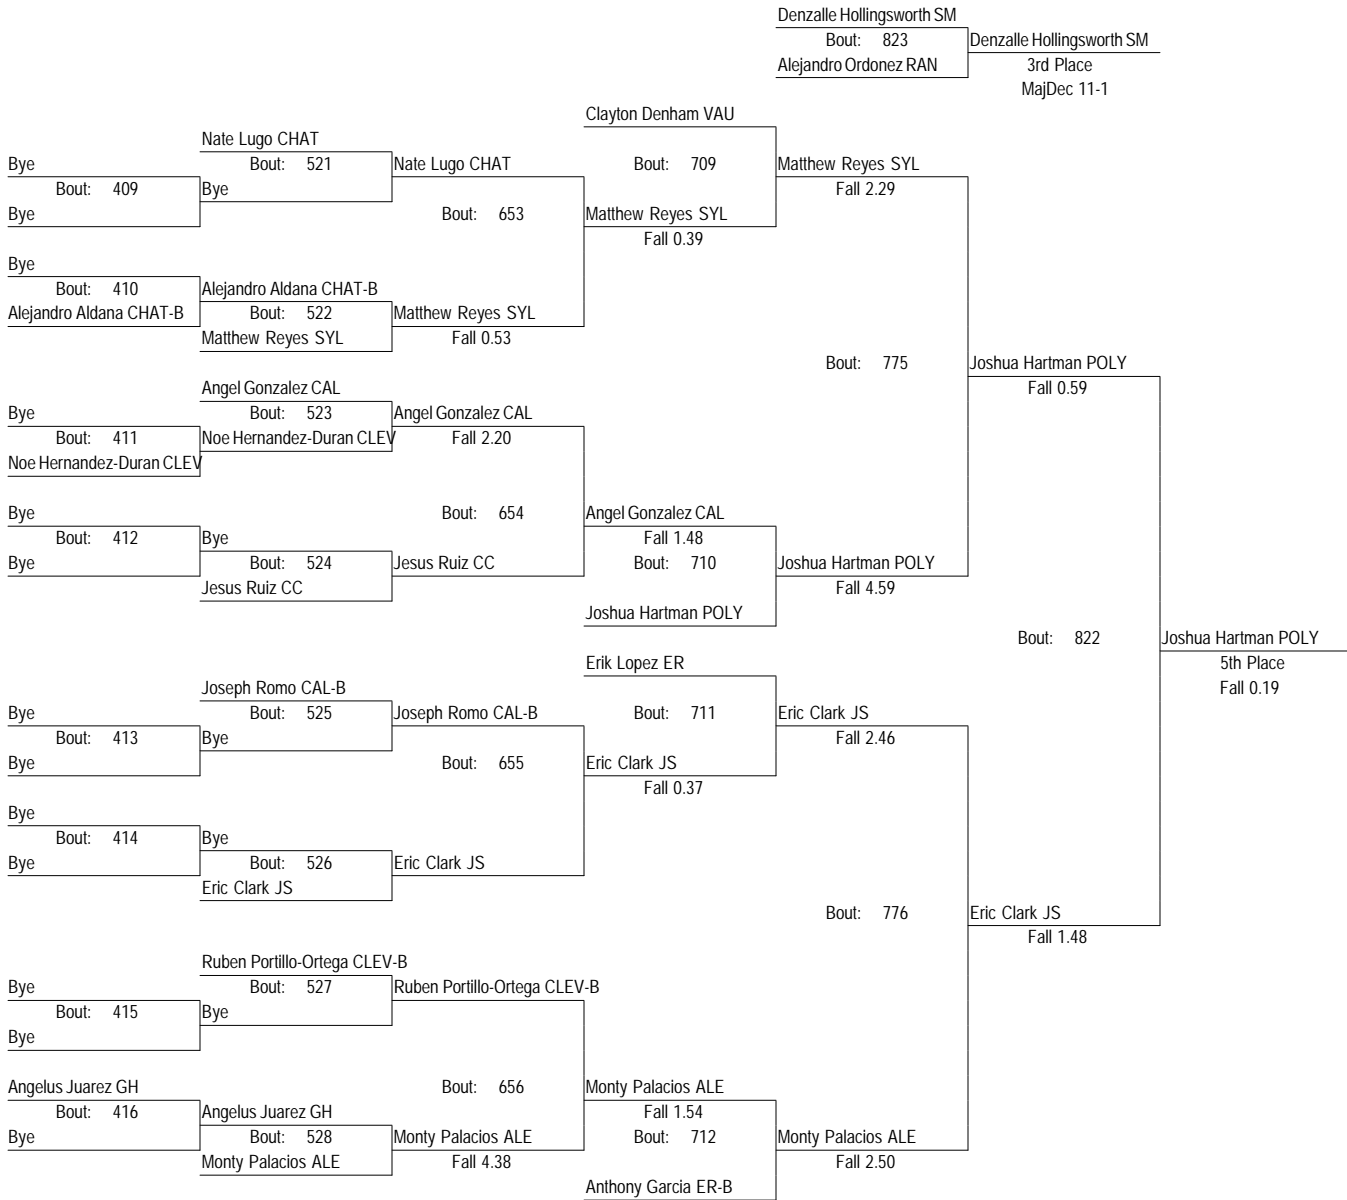 Denzalle Hollingsworth SM
Bout: 823 Denzalle Hollingsworth SM
Alejandro Ordonez RAN 3rd Place
MajDec 11-1
Clayton Denham VAU
Nate Lugo CHAT
Bye Bout: 521 Nate Lugo CHAT Bout: 709 Matthew Reyes SYL
Bout: 409 Bye Fall 2.29
Bye Bout: 653 Matthew Reyes SYL
Fall 0.39
Bye
Bout: 410 Alejandro Aldana CHAT-B
Alejandro Aldana CHAT-B Bout: 522 Matthew Reyes SYL
Matthew Reyes SYL Fall 0.53
Bout: 775 Joshua Hartman POLY
Angel Gonzalez CAL Fall 0.59
Bye Bout: 523 Angel Gonzalez CAL
Bout: 411 Noe Hernandez-Duran CLEV Fall 2.20
Noe Hernandez-Duran CLEV
Bye Bout: 654 Angel Gonzalez CAL
Bout: 412 Bye Fall 1.48
Bye Bout: 524 Jesus Ruiz CC Bout: 710 Joshua Hartman POLY
Jesus Ruiz CC Fall 4.59
Joshua Hartman POLY
Bout: 822 Joshua Hartman POLY
Erik Lopez ER 5th Place
Joseph Romo CAL-B Fall 0.19
Bye Bout: 525 Joseph Romo CAL-B Bout: 711 Eric Clark JS
Bout: 413 Bye Fall 2.46
Bye Bout: 655 Eric Clark JS
Fall 0.37
Bye
Bout: 414 Bye
Bye Bout: 526 Eric Clark JS
Eric Clark JS
Bout: 776 Eric Clark JS
Fall 1.48
Ruben Portillo-Ortega CLEV-B
Bye Bout: 527 Ruben Portillo-Ortega CLEV-B
Bout: 415 Bye
Bye
Angelus Juarez GH Bout: 656 Monty Palacios ALE
Bout: 416 Angelus Juarez GH Fall 1.54
Bye Bout: 528 Monty Palacios ALE Bout: 712 Monty Palacios ALE
Monty Palacios ALE Fall 4.38 Fall 2.50
Anthony Garcia ER-B